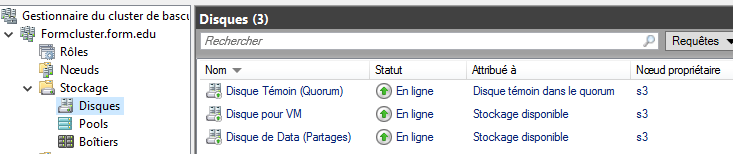 Gestionnaire du cluster de bascu
Formcluster.form.edu
Rôles
Nœuds
Stockage
Disques
Pools
Boîtiers
Disques (3)
Rechercher
Requêtes
Nom Statut Attribué à Nœud propriétaire
Disque Témoin (Quorum) En ligne Disque témoin dans le quorum s3
Disque pour VM En ligne Stockage disponible s3
Disque de Data (Partages) En ligne Stockage disponible s3